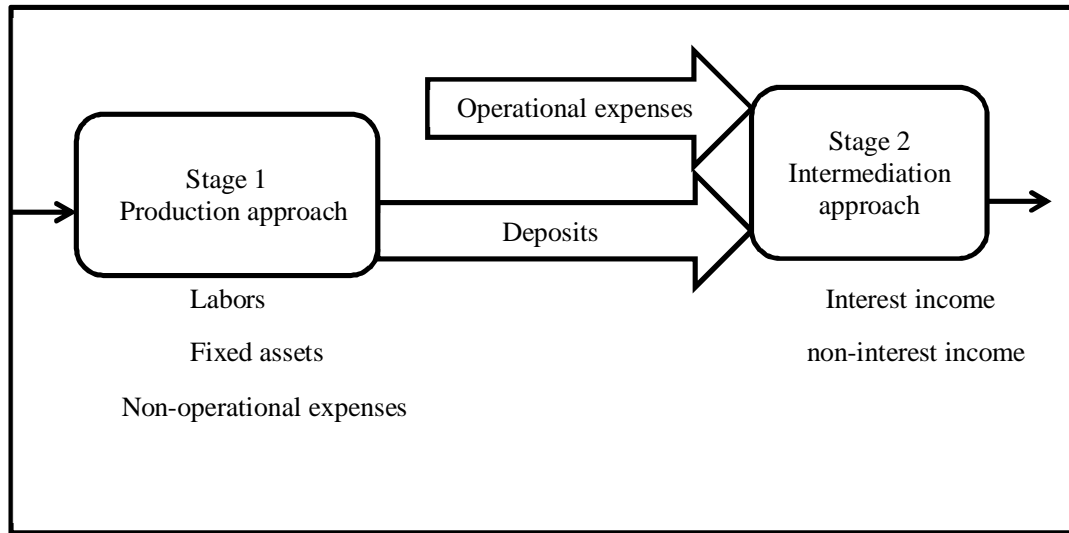 Operational expenses
Stage 1
Production approach
Stage 2
Intermediation
approach
Deposits
Labors
Fixed assets
Non-operational expenses
Interest income
non-interest income